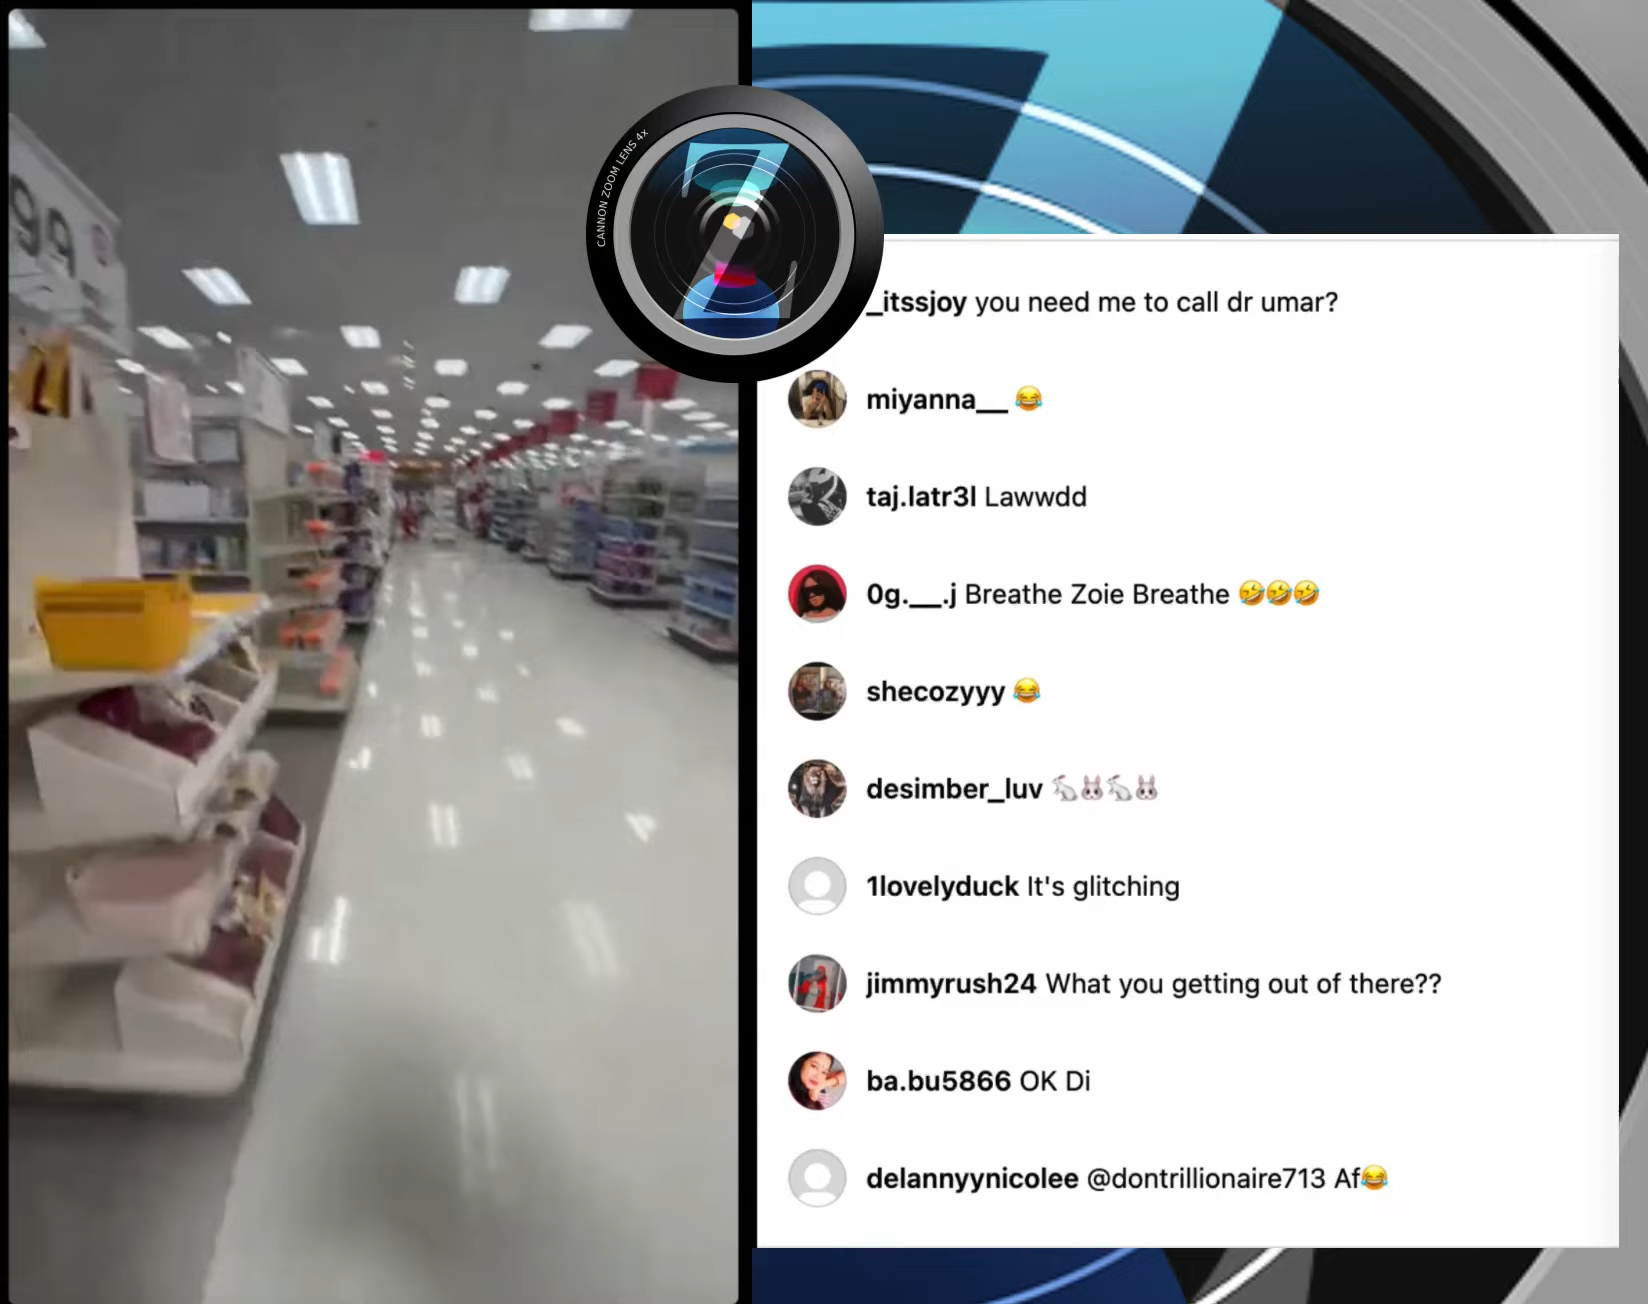 99
CANNON ZOOM LENS 4x
_itssjoy you need me to call dr umar?
miyanna__ 😂
taj.latr3l Lawwdd
0g.__.j Breathe Zoie Breathe 🤣🤣🤣
shecozyyy 😂
desimber_luv 🐇🐰🐇🐰
1lovelyduck It's glitching
jimmyrush24 What you getting out of there??
ba.bu5866 OK Di
delannyynicolee @dontrillionaire713 Af😂